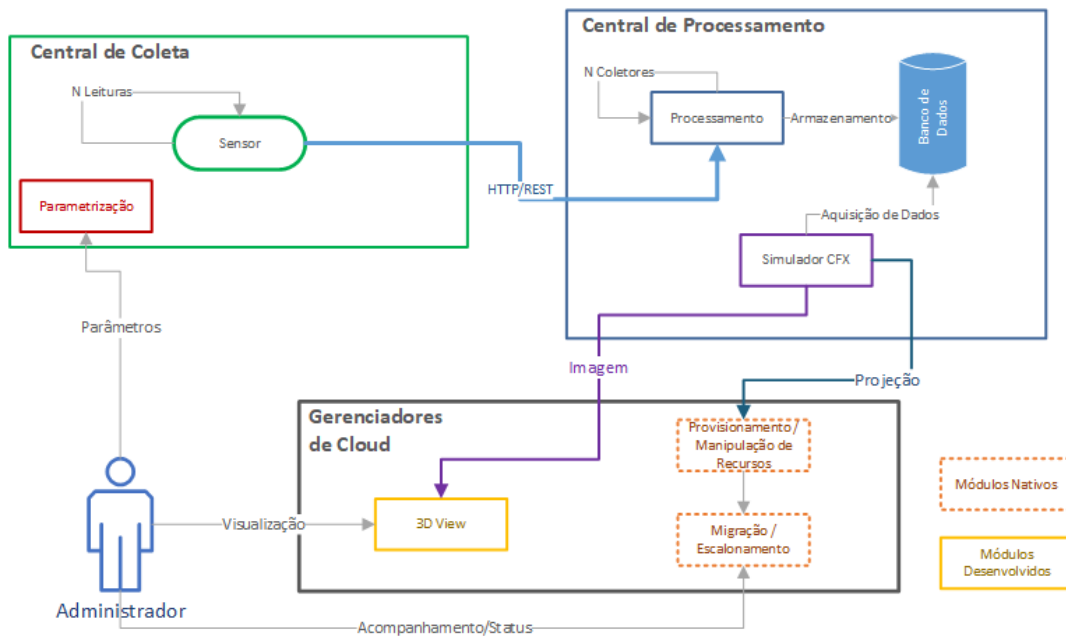 Central de Coleta
N Leituras
Sensor
Parametrização
HTTP/REST
Central de Processamento
N Coletores
Processamento
Armazenamento
Banco de
Dados
Aquisição de Dados
Simulador CFX
Parâmetros
Imagem
Projeção
Gerenciadores
de Cloud
Provisionamento /
Manipulação de
Recursos
3D View
Migração /
Escalonamento
Visualização
Administrador
Acompanhamento/Status
Módulos Nativos
Módulos
Desenvolvidos